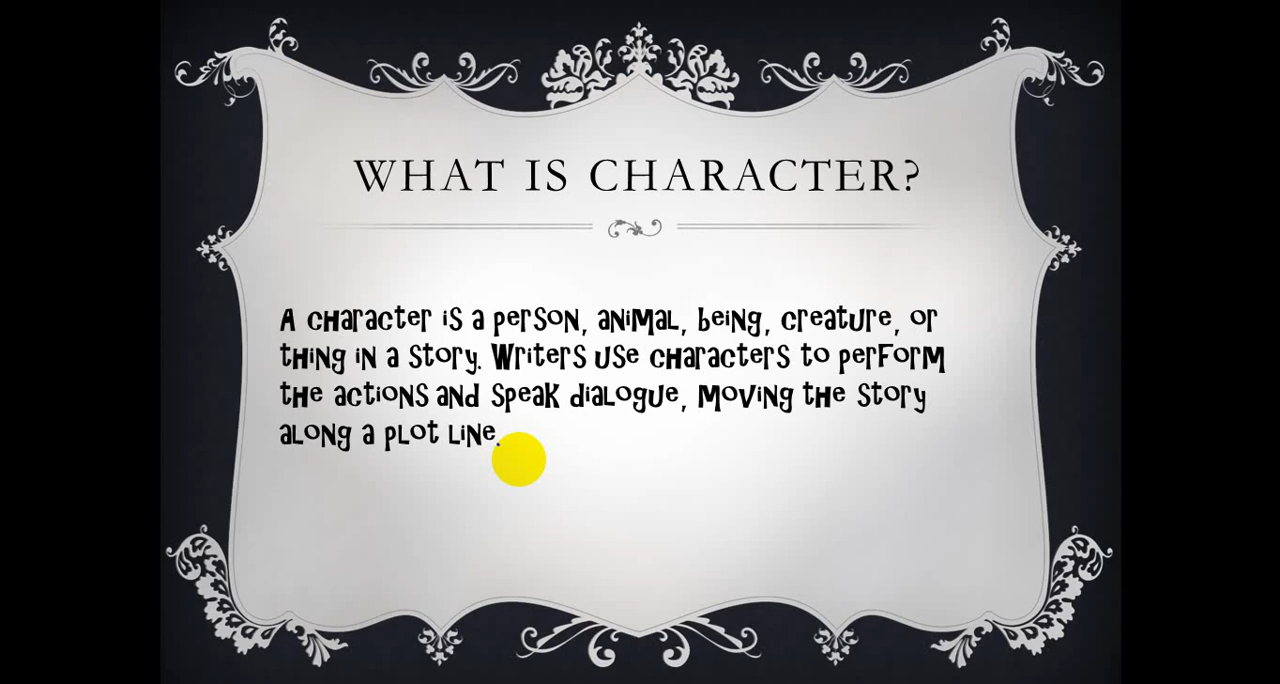 WHAT IS CHARACTER?
A character is a person, animal, being, creature, or
thing in a story. Writers use characters to perform
the actions and speak dialogue, moving the story
along a plot line.